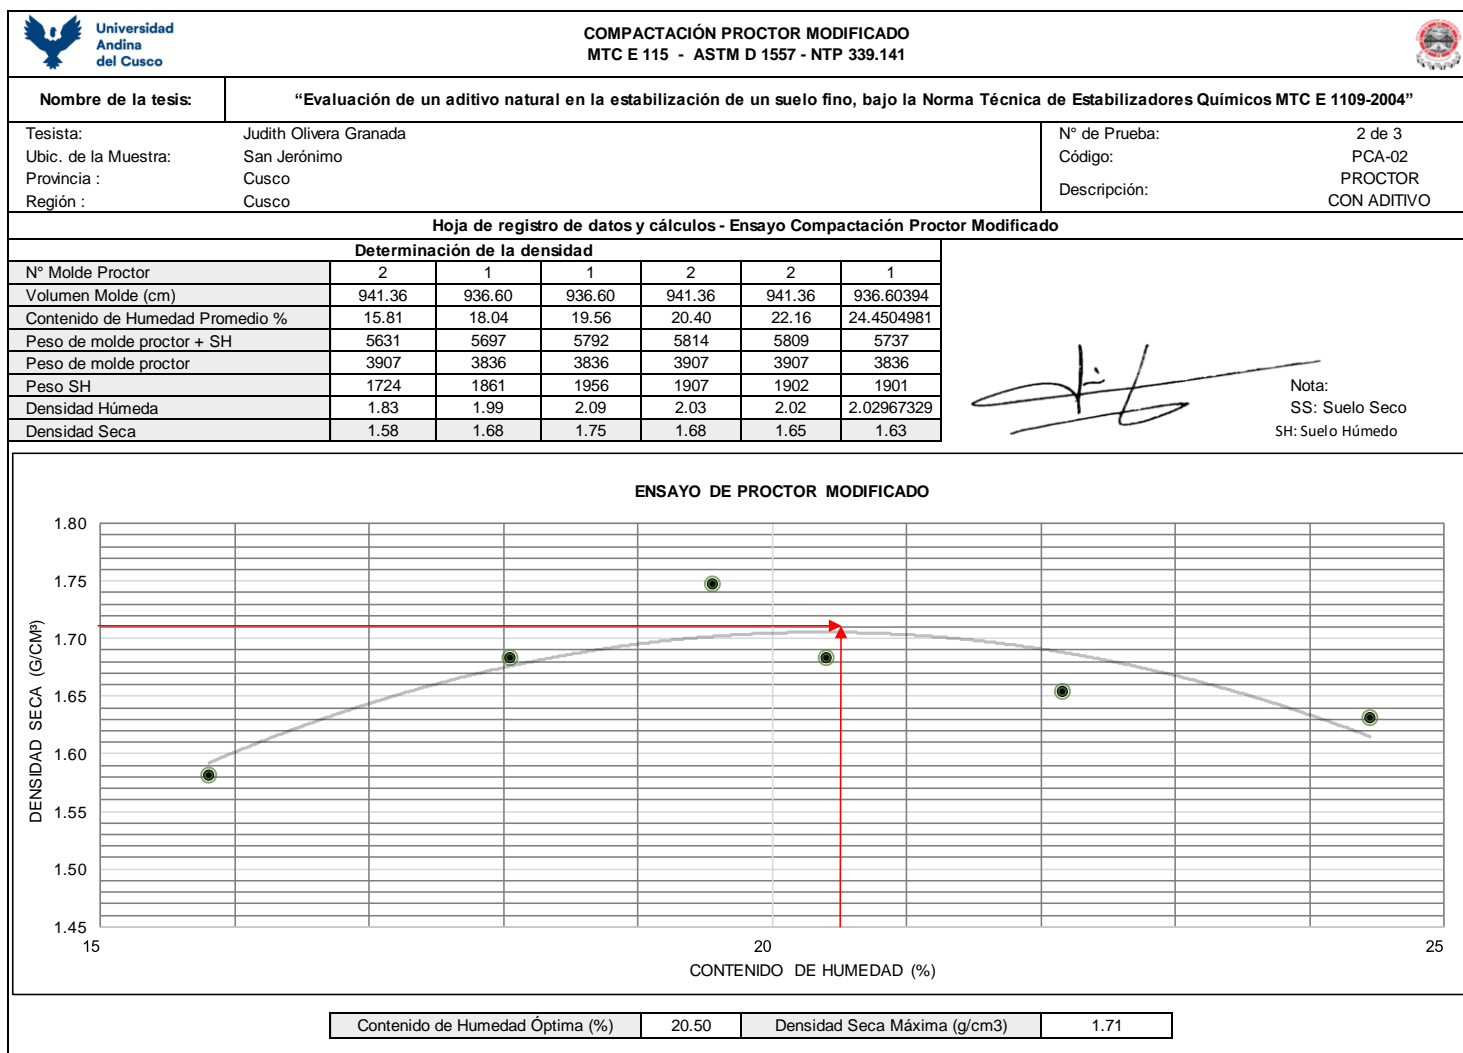 Universidad
Andina
del Cusco
COMPACTACIÓN PROCTOR MODIFICADO
MTC E 115 - ASTM D 1557 - NTP 339.141
Nombre de la tesis: “Evaluación de un aditivo natural en la estabilización de un suelo fino, bajo la Norma Técnica de Estabilizadores Químicos MTC E 1109-2004”
Tesista: Judith Olivera Granada N° de Prueba: 2 de 3
Ubic. de la Muestra: San Jerónimo Código: PCA-02
Provincia : Cusco Descripción: PROCTOR
Región : Cusco CON ADITIVO
Hoja de registro de datos y cálculos - Ensayo Compactación Proctor Modificado
Determinación de la densidad
N° Molde Proctor 2 1 1 2 2 1
Volumen Molde (cm) 941.36 936.60 936.60 941.36 941.36 936.60394
Contenido de Humedad Promedio % 15.81 18.04 19.56 20.40 22.16 24.4504981
Peso de molde proctor + SH 5631 5697 5792 5814 5809 5737
Peso de molde proctor 3907 3836 3836 3907 3907 3836
Peso SH 1724 1861 1956 1907 1902 1901
Densidad Húmeda 1.83 1.99 2.09 2.03 2.02 2.02967329
Densidad Seca 1.58 1.68 1.75 1.68 1.65 1.63
Nota:
SS: Suelo Seco
SH: Suelo Húmedo
ENSAYO DE PROCTOR MODIFICADO
DENSIDAD SECA (G/CM³)
1.80
1.75
1.70
1.65
1.60
1.55
1.50
1.45
15 20 25
CONTENIDO DE HUMEDAD (%)
Contenido de Humedad Óptima (%) 20.50 Densidad Seca Máxima (g/cm3) 1.71